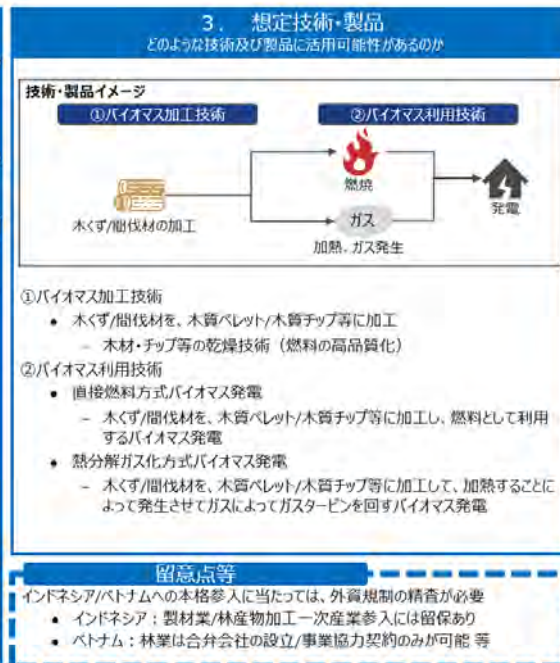 3. 想定技術・製品
どのような技術及び製品に活用可能性があるのか
技術・製品イメージ
①バイオマス加工技術
②バイオマス利用技術
燃焼
木くず/間伐材の加工
ガス
発電
加熱、ガス発生
①バイオマス加工技術
• 木くず/間伐材を、木質ペレット/木質チップ等に加工
– 木材・チップ等の乾燥技術（燃料の高品質化）
②バイオマス利用技術
• 直接燃料方式バイオマス発電
– 木くず/間伐材を、木質ペレット/木質チップ等に加工し、燃料として利用
するバイオマス発電
• 熱分解ガス化方式バイオマス発電
– 木くず/間伐材を、木質ペレット/木質チップ等に加工して、加熱することに
よって発生させてガスによってガスタービンを回すバイオマス発電
留意点等
インドネシア/ベトナムへの本格参入に当たっては、外資規制の精査が必要
• インドネシア：製材業/林産物加工一次産業参入には留保あり
• ベトナム：林業は合弁会社の設立/事業協力契約のみが可能 等